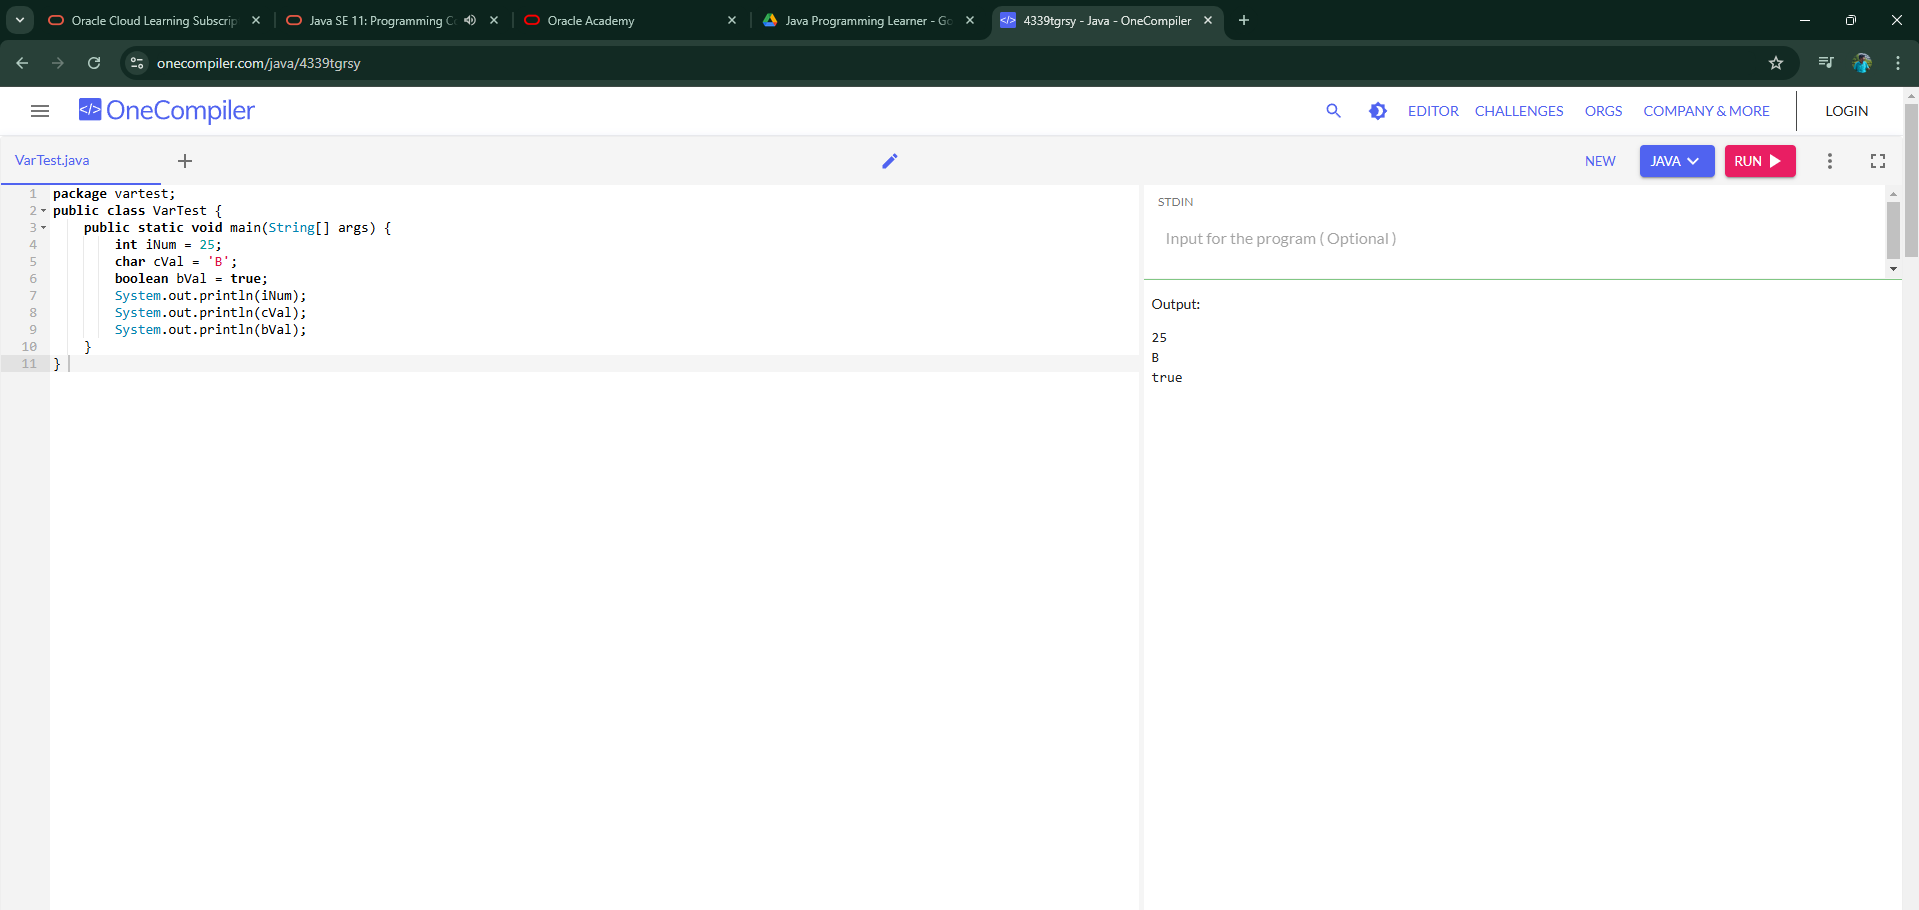 Oracle Cloud Learning Subscrip
Java SE 11: Programming Co
Oracle Academy
Java Programming Learner - Go
4339tgrsy - Java - OneCompiler
onecompiler.com/java/4339tgrsy
</> OneCompiler
EDITOR CHALLENGES ORGS COMPANY & MORE LOGIN
VarTest.java
NEW JAVA RUN
1 package vartest;
2 public class VarTest {
3 public static void main(String[] args) {
4 int iNum = 25;
5 char cVal = 'B';
6 boolean bVal = true;
7 System.out.println(iNum);
8 System.out.println(cVal);
9 System.out.println(bVal);
10 }
11 }
STDIN
Input for the program ( Optional )
Output:
25
B
true